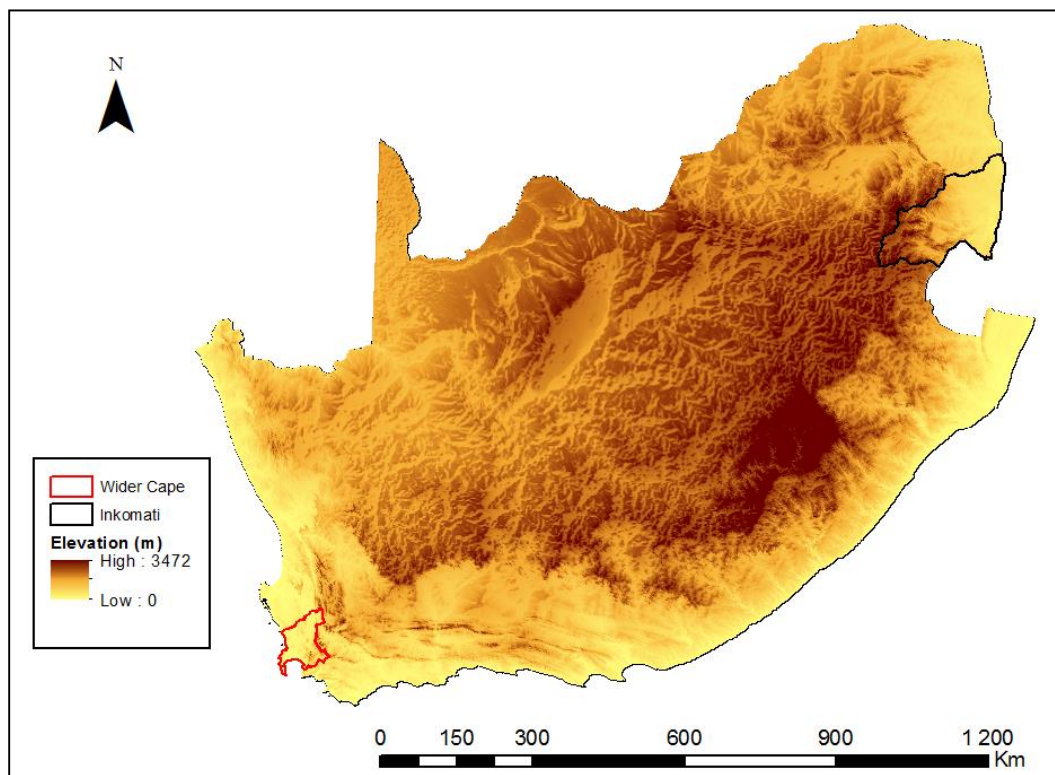 N
Wider Cape
Inkomati
Elevation (m)
High : 3472
Low : 0
0 150 300 600 900 1 200
Km